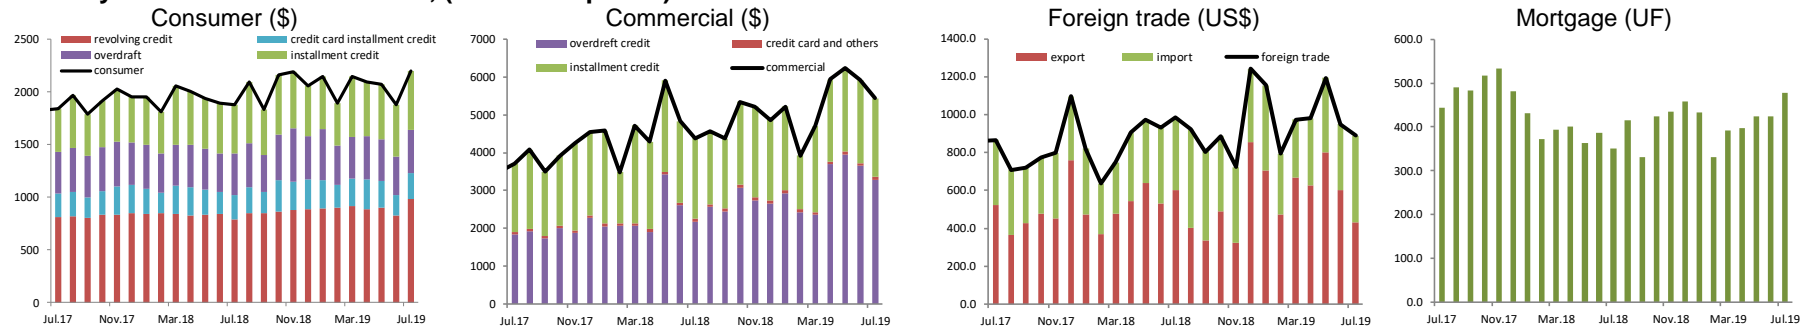 Consumer ($)
2500
2000
1500
1000
500
0
revolving credit
credit card installment credit
overdraft
installment credit
consumer
Jul.17
Nov.17
Mar.18
Jul.18
Nov.18
Mar.19
Jul.19
Commercial ($)
7000
6000
5000
4000
3000
2000
1000
0
overdreft credit
credit card and others
installment credit
commercial
Jul.17
Nov.17
Mar.18
Jul.18
Nov.18
Mar.19
Jul.19
Foreign trade (US$)
1400.0
1200.0
1000.0
800.0
600.0
400.0
200.0
0.0
export
import
foreign trade
Jul.17
Nov.17
Mar.18
Jul.18
Nov.18
Mar.19
Jul.19
Mortgage (UF)
600.0
500.0
400.0
300.0
200.0
100.0
0.0
Jul.17
Nov.17
Mar.18
Jul.18
Nov.18
Mar.19
Jul.19